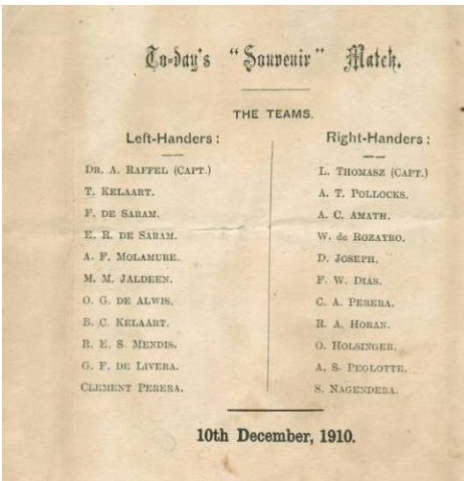 To-day's "Souvenir" Match.
THE TEAMS.
Left-Handers:
DR. A. RAFFEL (CAPT.)
T. KELAART.
F. DE SARAM.
E. R. DE SARAM.
A. F. MOLAMURE.
M. M. JALDEEN.
O. G. DE ALWIS.
B. C. KELAART.
R. E. S. MENDIS.
G. F. DE LIVERA.
CLEMENT PERERA.
Right-Handers:
L. THOMASZ (CAPT.)
A. T. POLLOCKS.
A. C. AMATH.
W. de ROZAYRO.
D. JOSEPH.
F. W. DIAS.
C. A. PERERA.
R. A. HORAN.
O. HOLSINGER.
A. S. PEGLOTTE.
S. NAGENDERA.
10th December, 1910.